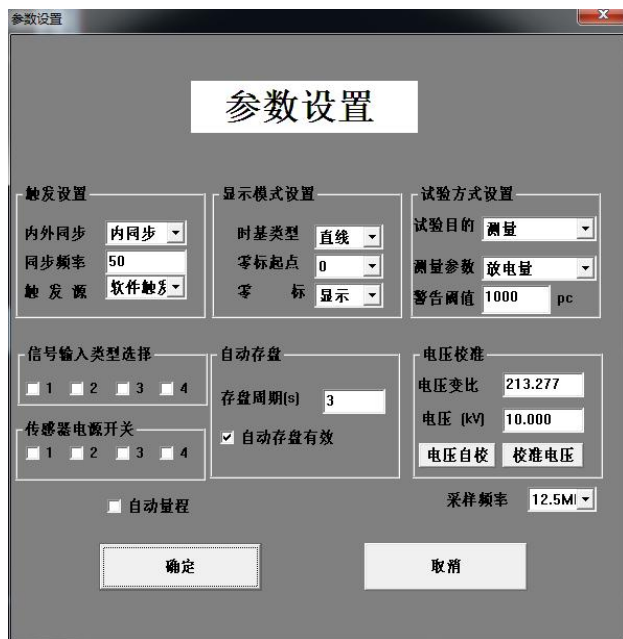 参数设置
参数设置
触发设置
内外同步 内同步
同步频率 50
触发源 软件触发
显示模式设置
时基类型 直线
零标起点 0
零标 显示
试验方式设置
试验目的 测量
测量参数 放电量
警告阈值 1000 pc
信号输入类型选择
1 2 3 4
传感器电源开关
1 2 3 4
自动存盘
存盘周期(s) 3
自动存盘有效
电压校准
电压变比 213.277
电压 (kV) 10.000
电压自校 校准电压
自动量程
采样频率 12.5M
确定 取消